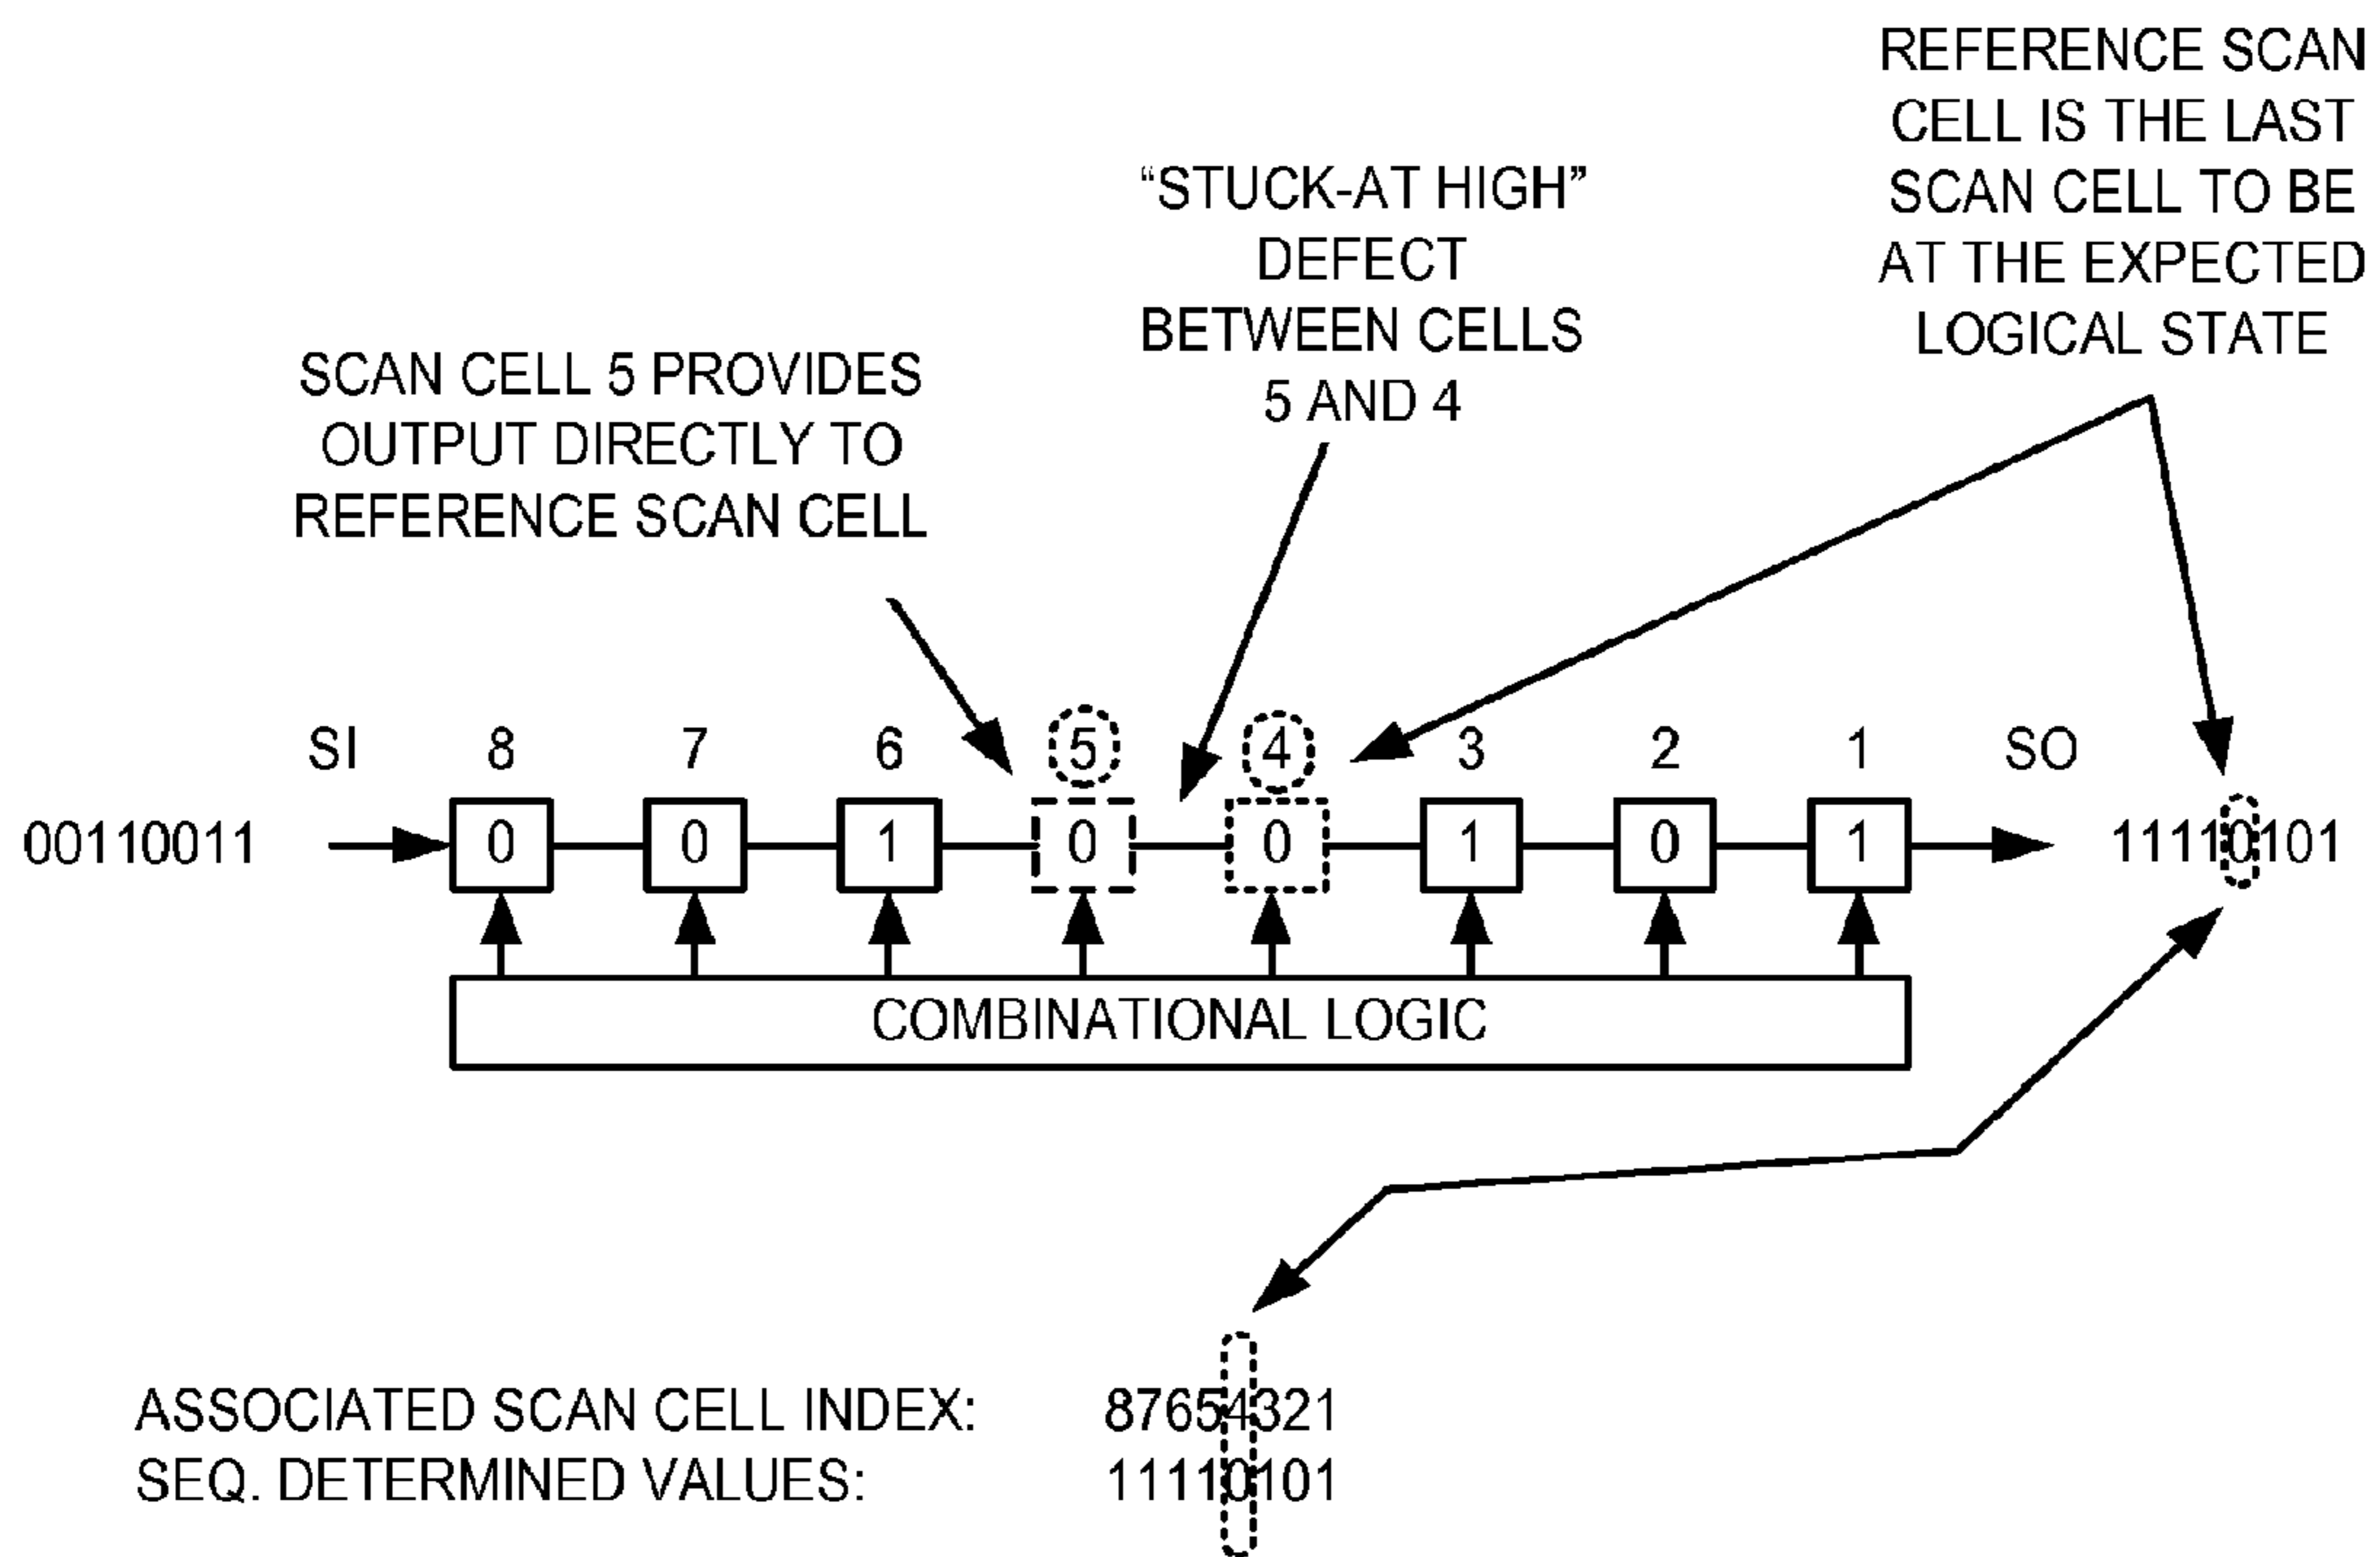 REFERENCE SCAN
CELL IS THE LAST
SCAN CELL TO BE
AT THE EXPECTED
LOGICAL STATE
“STUCK-AT HIGH”
DEFECT
BETWEEN CELLS
5 AND 4
SCAN CELL 5 PROVIDES
OUTPUT DIRECTLY TO
REFERENCE SCAN CELL
SI 8 7 6 5 4 3 2 1 SO
00110011 0 0 1 0 0 1 0 1 11110101
COMBINATIONAL LOGIC
ASSOCIATED SCAN CELL INDEX: 87654321
SEQ. DETERMINED VALUES: 11110101